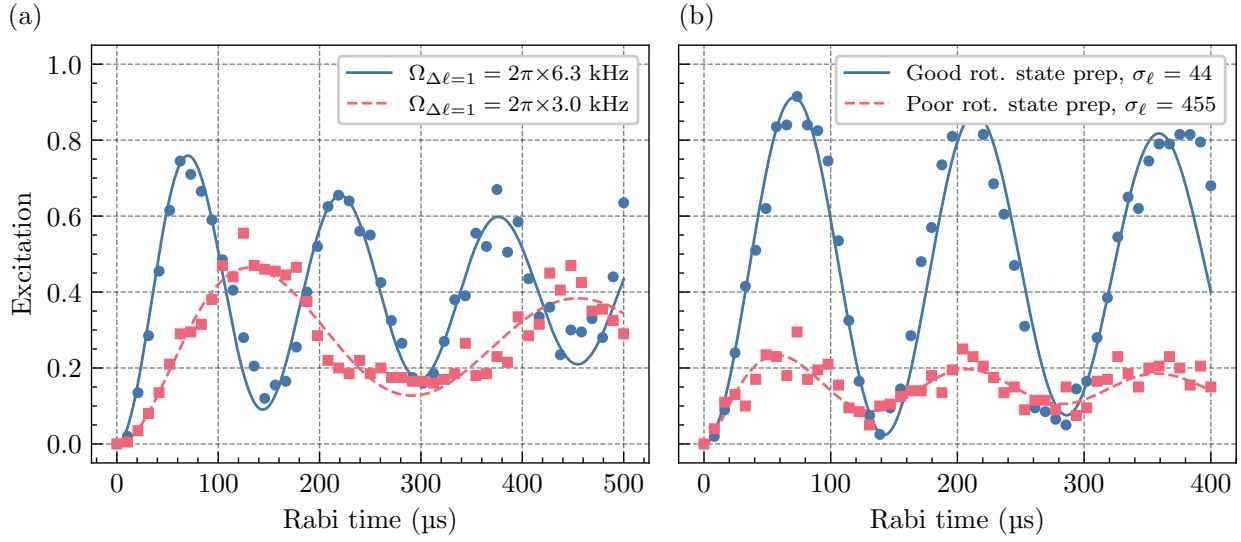 (a)
(b)
Ω_{Δℓ=1} = 2π×6.3 kHz
Ω_{Δℓ=1} = 2π×3.0 kHz
Good rot. state prep, σ_ℓ = 44
Poor rot. state prep, σ_ℓ = 455
Excitation
1.0
0.8
0.6
0.4
0.2
0.0
0 100 200 300 400 500
0 100 200 300 400
Rabi time (µs)
Rabi time (µs)